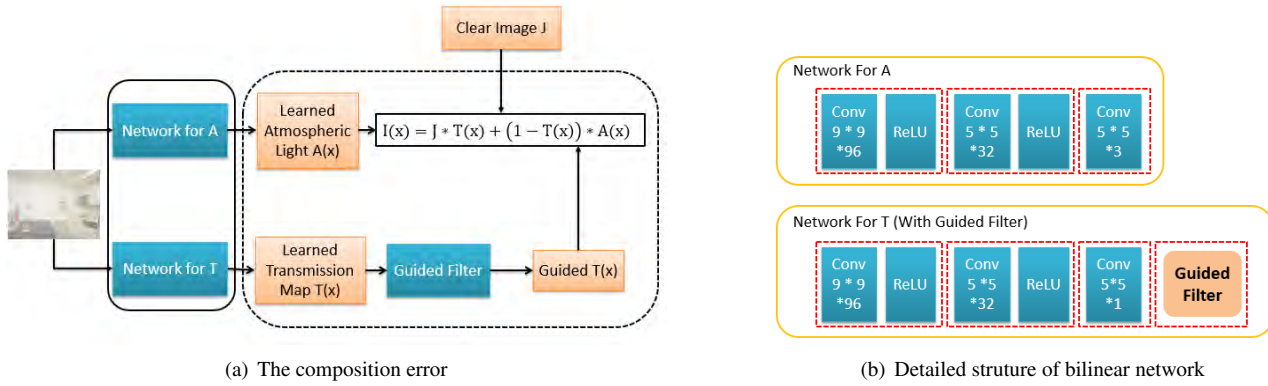 Clear Image J
Network for A
Learned
Atmospheric
Light A(x)
I(x) = J * T(x) + (1 − T(x)) * A(x)
Network for T
Learned
Transmission
Map T(x)
Guided Filter
Guided T(x)
(a) The composition error
Network For A
Conv
9 * 9
*96
ReLU
Conv
5 * 5
*32
ReLU
Conv
5 * 5
*3
Network For T (With Guided Filter)
Conv
9 * 9
*96
ReLU
Conv
5 *5
*32
ReLU
Conv
5*5
*1
Guided
Filter
(b) Detailed struture of bilinear network